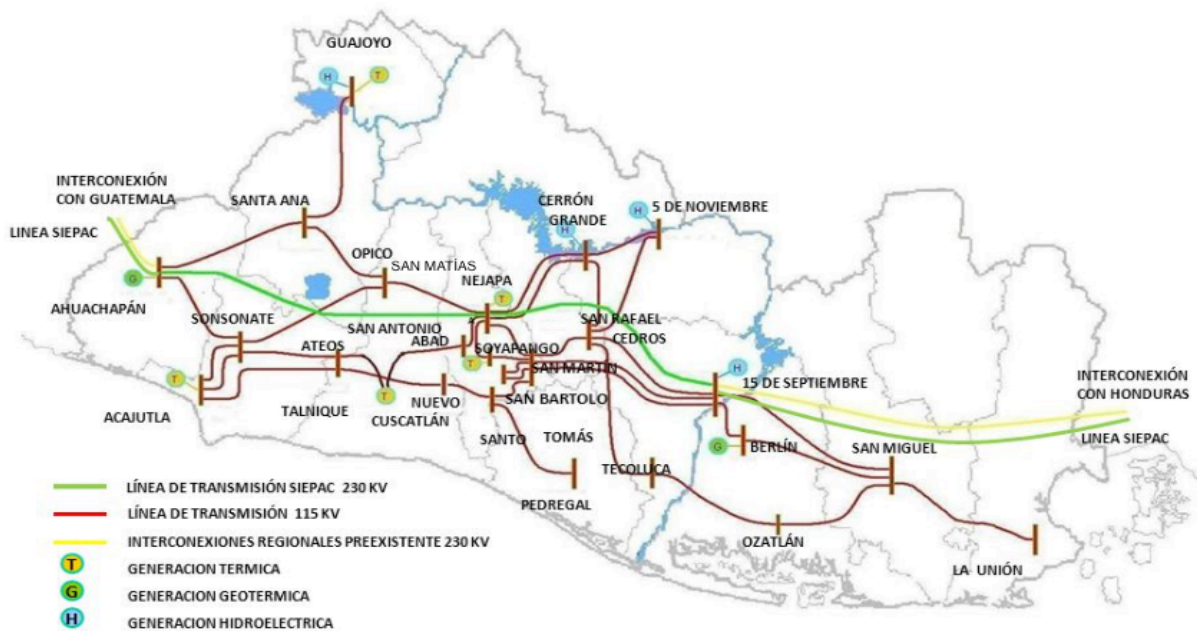 GUAJOYO
H
T
INTERCONEXIÓN
CON GUATEMALA
LINEA SIEPAC
SANTA ANA
CERRÓN
GRANDE
H
H
5 DE NOVIEMBRE
OPICO
SAN MATÍAS
NEJAPA
T
G
AHUACHAPÁN
SONSONATE
SAN ANTONIO
ABAD
SAN RAFAEL
CEDROS
ATEOS
SOYAPANGO
T
SAN MARTIN
H
15 DE SEPTIEMBRE
INTERCONEXIÓN
CON HONDURAS
LINEA SIEPAC
T
ACAJUTLA
TALNIQUE
T
NUEVO
CUSCATLÁN
SAN BARTOLO
SANTO
TOMÁS
TECOLUCA
G
BERLÍN
SAN MIGUEL
PEDREGAL
OZATLÁN
LA UNIÓN
LÍNEA DE TRANSMISIÓN SIEPAC 230 KV
LÍNEA DE TRANSMISIÓN 115 KV
INTERCONEXIONES REGIONALES PREEXISTENTE 230 KV
T GENERACION TERMICA
G GENERACION GEOTERMICA
H GENERACION HIDROELECTRICA